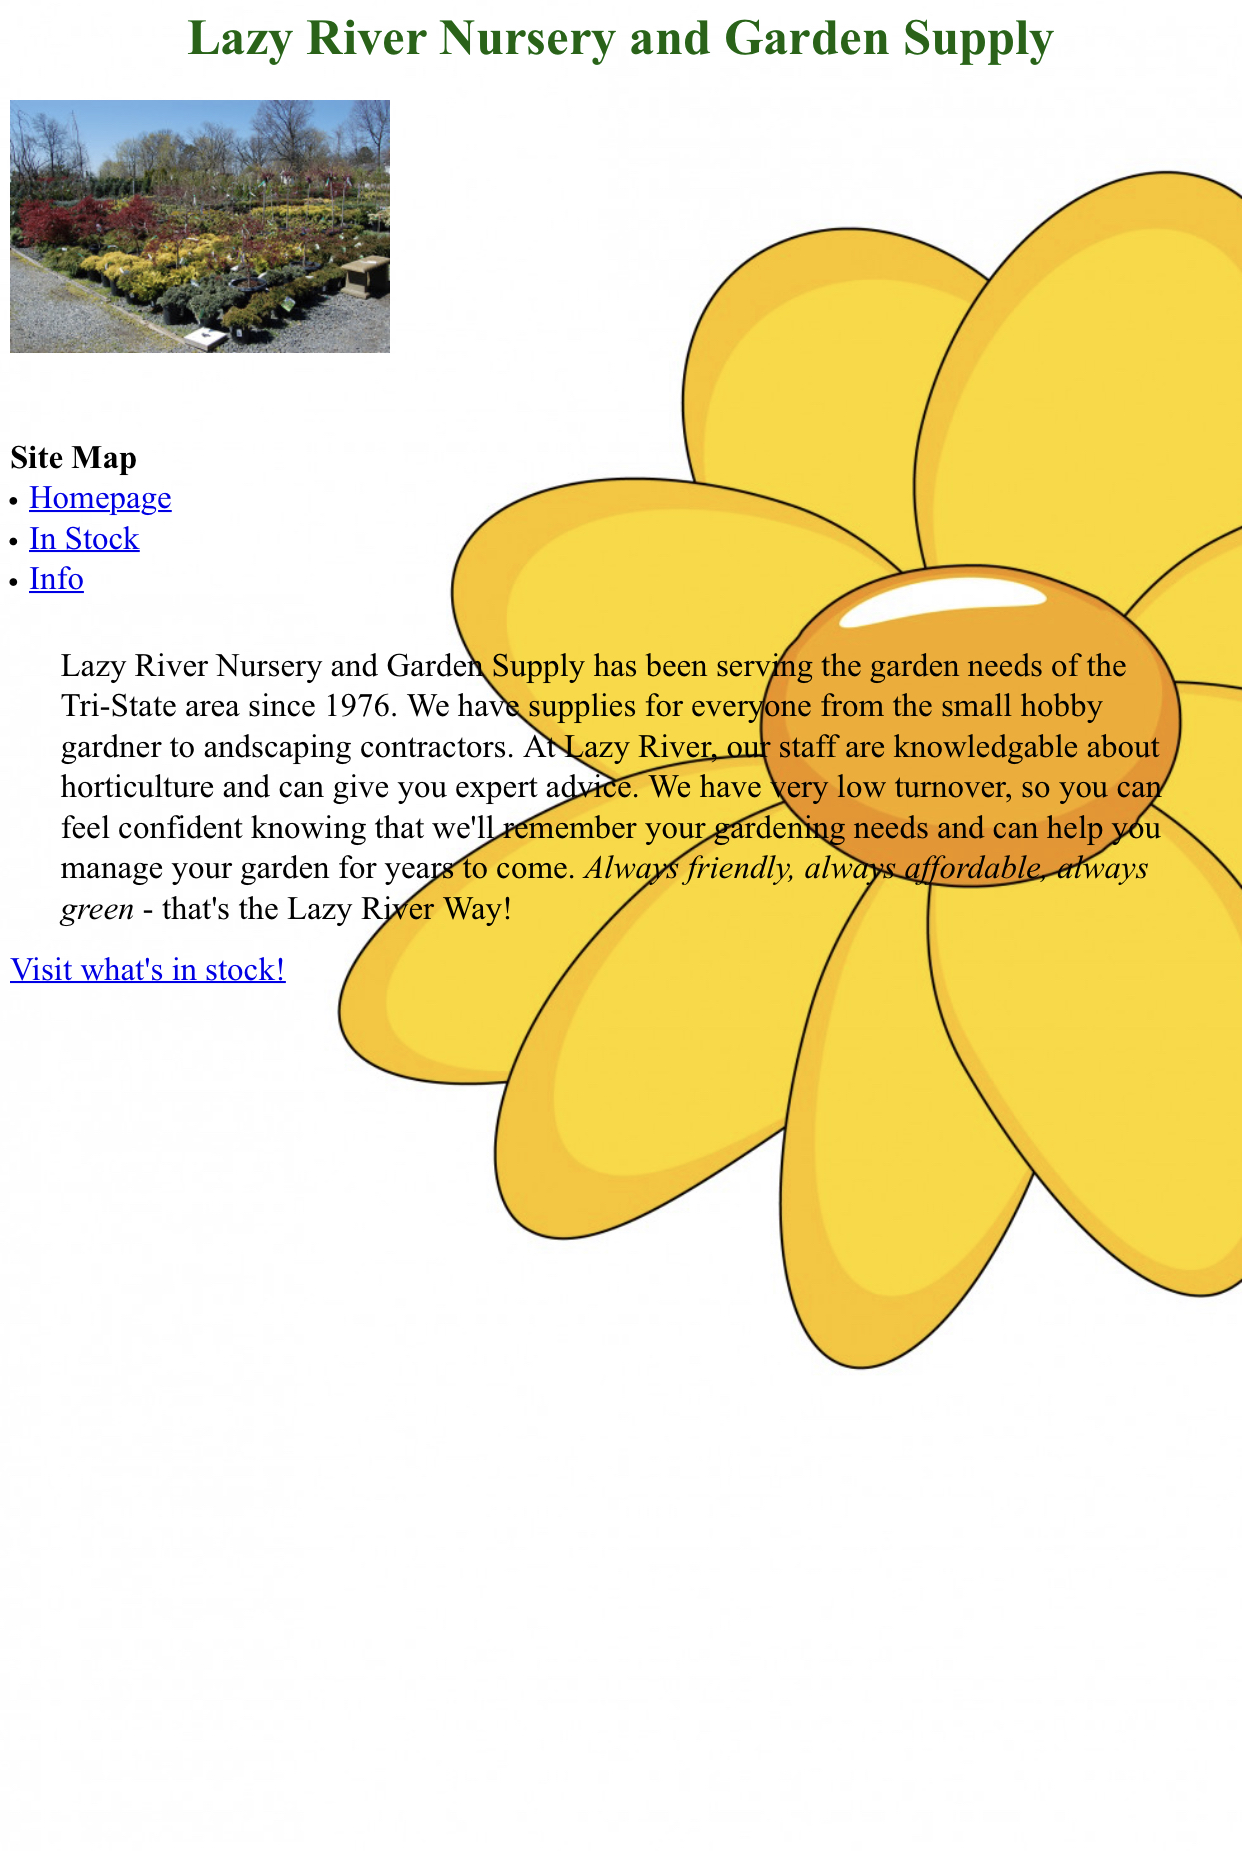 Lazy River Nursery and Garden Supply
Site Map
• Homepage
• In Stock
• Info
Lazy River Nursery and Garden Supply has been serving the garden needs of the
Tri-State area since 1976. We have supplies for everyone from the small hobby
gardner to andscaping contractors. At Lazy River, our staff are knowledgable about
horticulture and can give you expert advice. We have very low turnover, so you can
feel confident knowing that we'll remember your gardening needs and can help you
manage your garden for years to come. Always friendly, always affordable, always
green - that's the Lazy River Way!
Visit what's in stock!